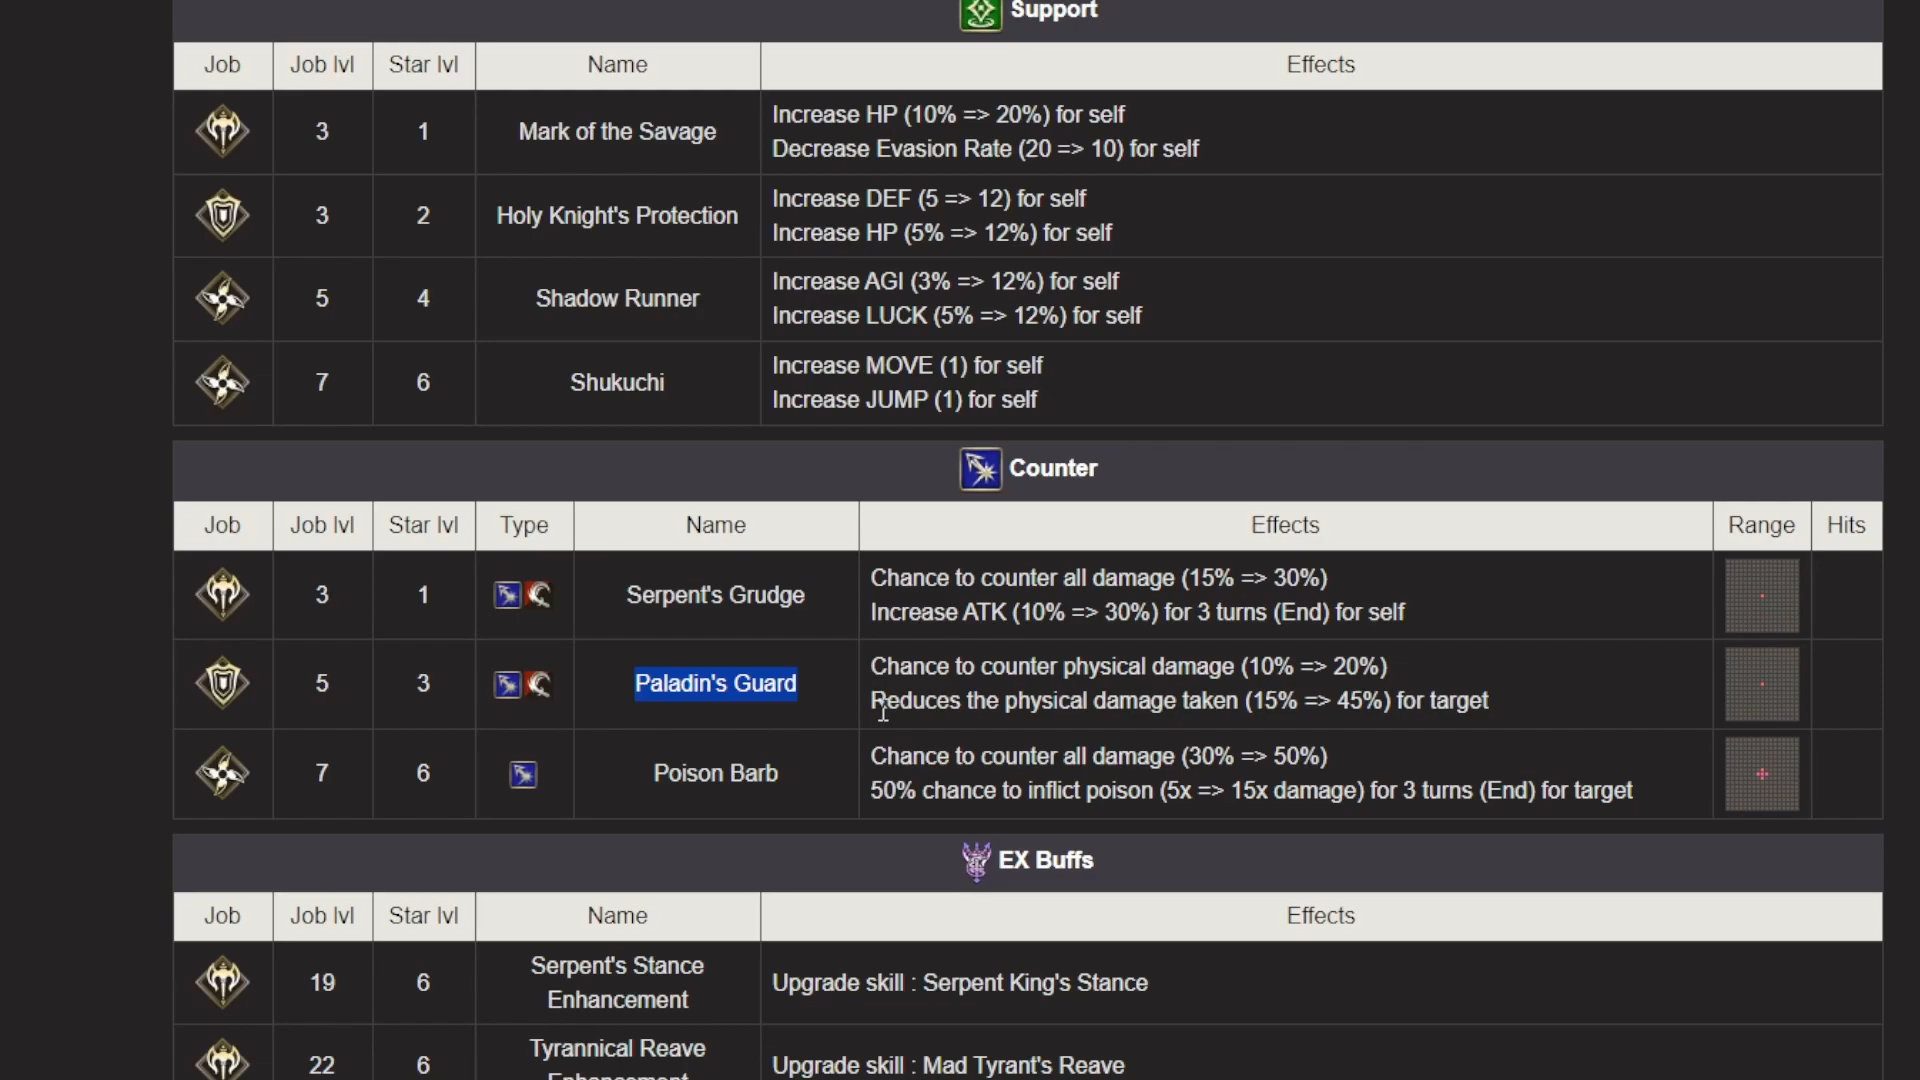 Support
Job Job lvl Star lvl Name Effects
3 1 Mark of the Savage
Increase HP (10% => 20%) for self
Decrease Evasion Rate (20 => 10) for self
3 2 Holy Knight's Protection
Increase DEF (5 => 12) for self
Increase HP (5% => 12%) for self
5 4 Shadow Runner
Increase AGI (3% => 12%) for self
Increase LUCK (5% => 12%) for self
7 6 Shukuchi
Increase MOVE (1) for self
Increase JUMP (1) for self
Counter
Job Job lvl Star lvl Type Name Effects Range Hits
3 1 Serpent's Grudge
Chance to counter all damage (15% => 30%)
Increase ATK (10% => 30%) for 3 turns (End) for self
5 3 Paladin's Guard
Chance to counter physical damage (10% => 20%)
Reduces the physical damage taken (15% => 45%) for target
7 6 Poison Barb
Chance to counter all damage (30% => 50%)
50% chance to inflict poison (5x => 15x damage) for 3 turns (End) for target
EX Buffs
Job Job lvl Star lvl Name Effects
19 6 Serpent's Stance
Enhancement
Upgrade skill : Serpent King's Stance
22 6 Tyrannical Reave
Enhancement
Upgrade skill : Mad Tyrant's Reave